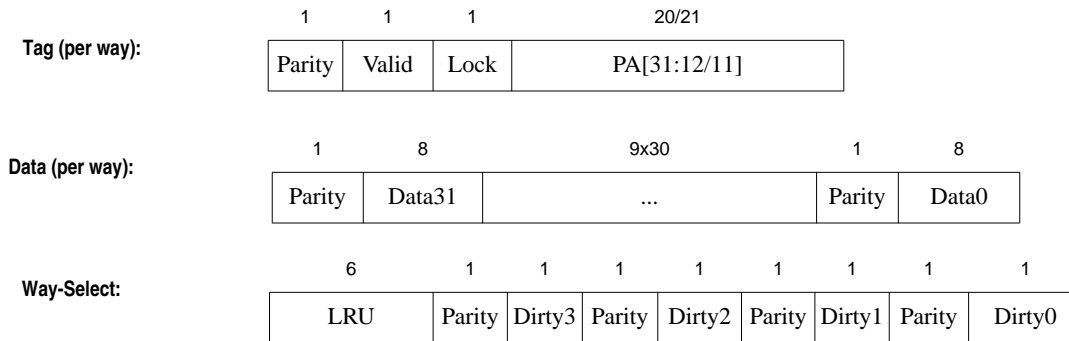 1 1 1 20/21
Tag (per way):
Parity Valid Lock PA[31:12/11]
1 8 9x30 1 8
Data (per way):
Parity Data31 ... Parity Data0
6 1 1 1 1 1 1 1 1
Way-Select:
LRU Parity Dirty3 Parity Dirty2 Parity Dirty1 Parity Dirty0